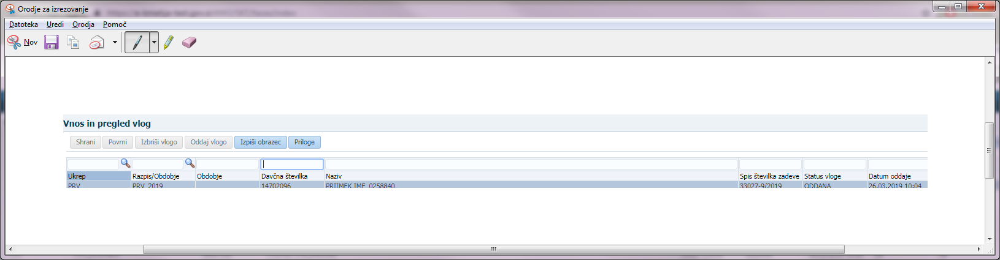 Orodje za izrezovanje
Datoteka Uredi Orodja Pomoč
Nov
Vnos in pregled vlog
Shrani Povrni Izbriši vlogo Oddaj vlogo Izpiši obrazec Priloge
Ukrep Razpis/Obdobje Obdobje Davčna številka Naziv Spis številka zadeve Status vloge Datum oddaje
PRV PRV_2019 14702096 PRIIMEK IME_0258840 33027-9/2019 ODDANA 26.03.2019 10:04